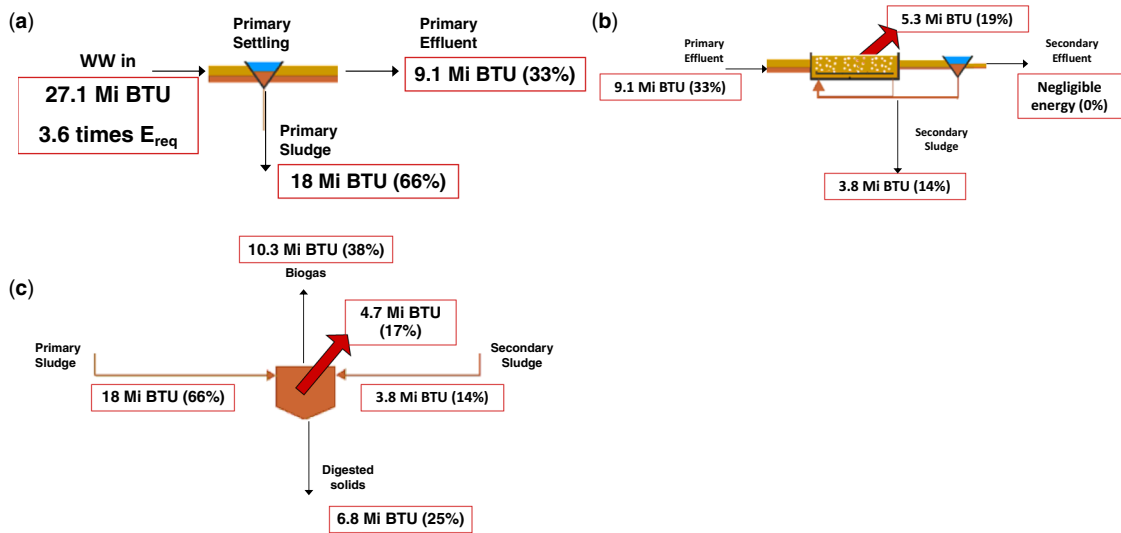 (a)
Primary
Settling
WW in
27.1 Mi BTU
3.6 times Ereq
Primary
Effluent
9.1 Mi BTU (33%)
Primary
Sludge
18 Mi BTU (66%)
(b)
5.3 Mi BTU (19%)
Primary
Effluent
9.1 Mi BTU (33%)
Secondary
Effluent
Negligible
energy (0%)
Secondary
Sludge
3.8 Mi BTU (14%)
(c)
10.3 Mi BTU (38%)
Biogas
4.7 Mi BTU
(17%)
Primary
Sludge
18 Mi BTU (66%)
Secondary
Sludge
3.8 Mi BTU (14%)
Digested
solids
6.8 Mi BTU (25%)